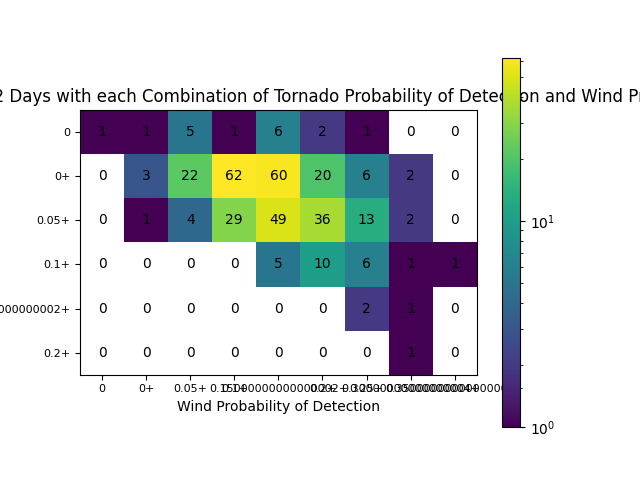 2 Days with each Combination of Tornado Probability of Detection and Wind Pr
0 1 1 5 1 6 2 1 0 0
0+ 0 3 22 62 60 20 6 2 0
0.05+ 0 1 4 29 49 36 13 2 0
0.1+ 0 0 0 0 5 10 6 1 1
000000002+ 0 0 0 0 0 0 2 1 0
0.2+ 0 0 0 0 0 0 0 1 0
0 0+ 0.05+
Wind Probability of Detection
10¹
10⁰